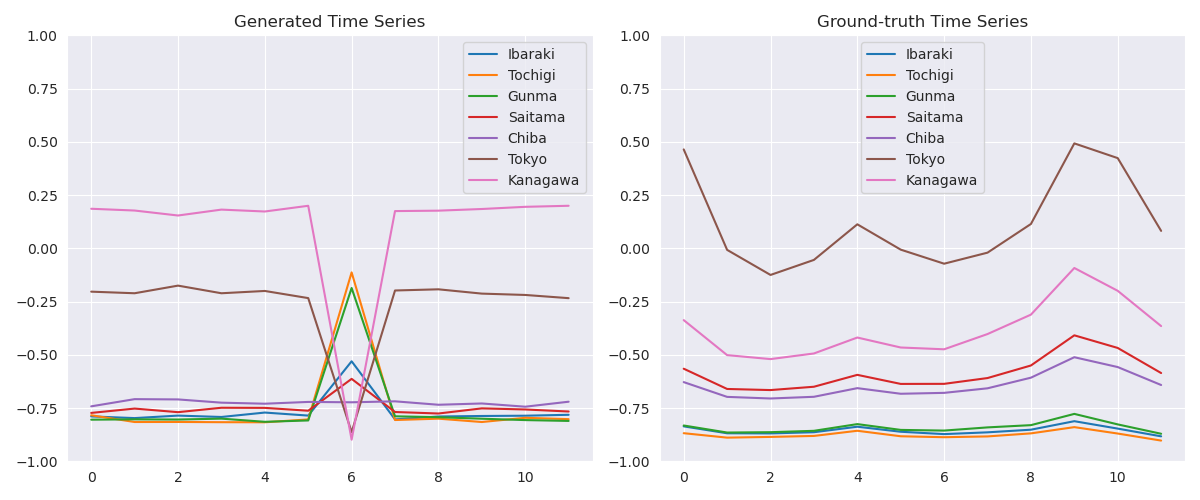 Generated Time Series
1.00
0.75
0.50
0.25
0.00
−0.25
−0.50
−0.75
−1.00
0 2 4 6 8 10
Ibaraki
Tochigi
Gunma
Saitama
Chiba
Tokyo
Kanagawa
Ground-truth Time Series
1.00
0.75
0.50
0.25
0.00
−0.25
−0.50
−0.75
−1.00
0 2 4 6 8 10
Ibaraki
Tochigi
Gunma
Saitama
Chiba
Tokyo
Kanagawa